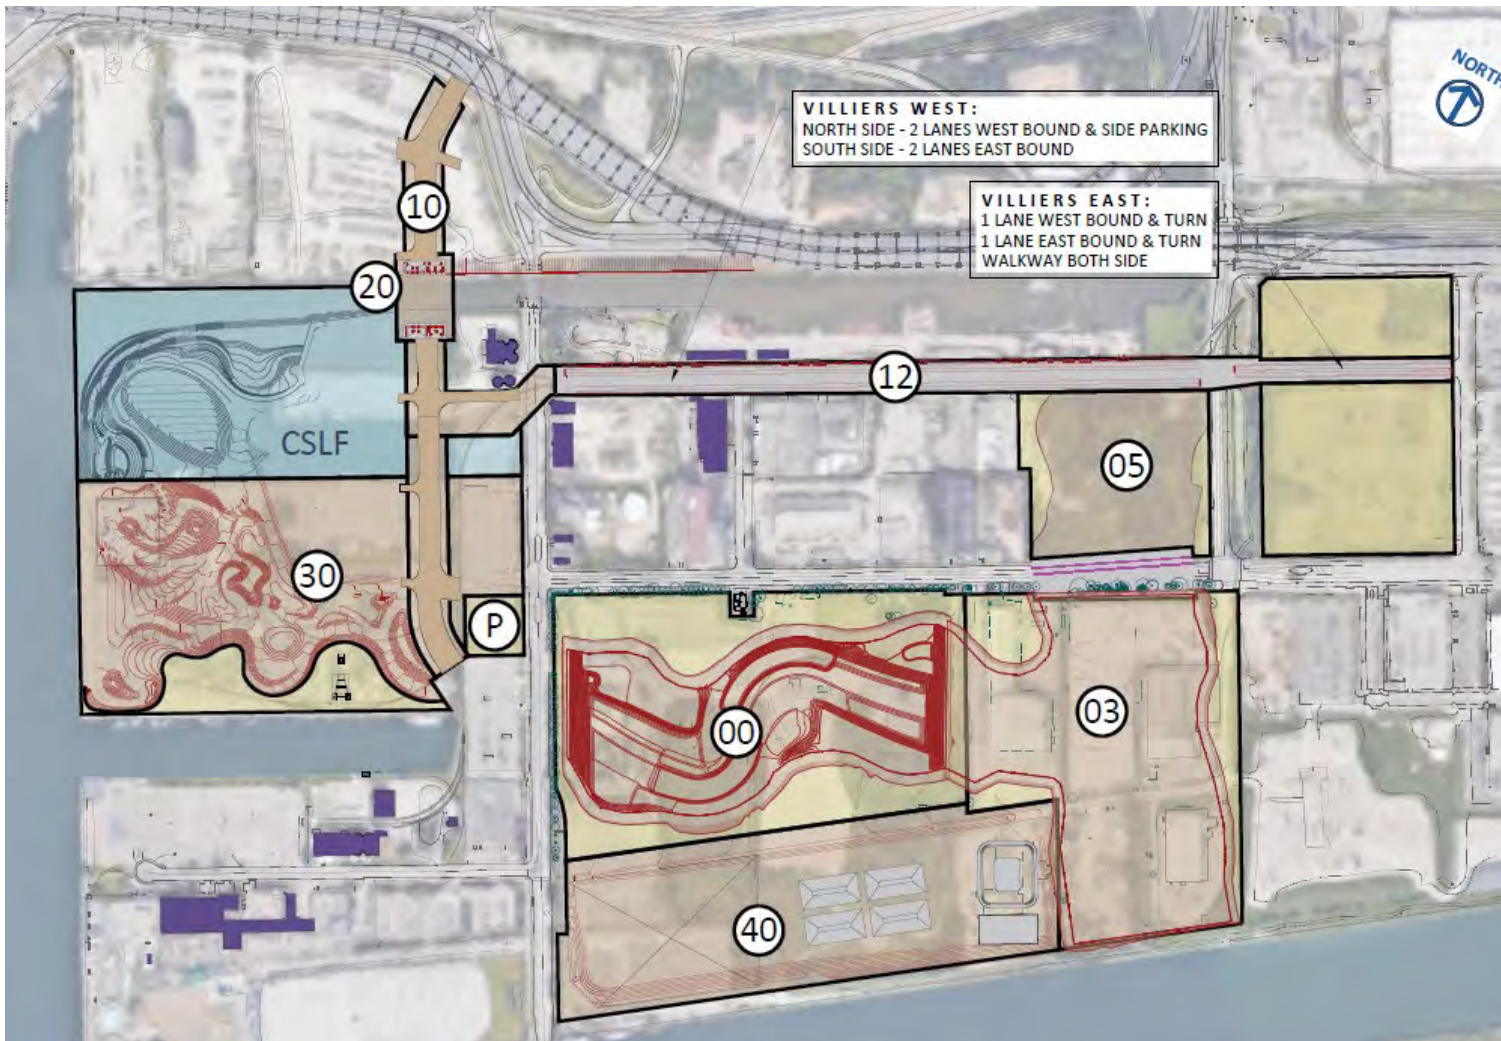 NORTH
VILLIERS WEST:
NORTH SIDE - 2 LANES WEST BOUND & SIDE PARKING
SOUTH SIDE - 2 LANES EAST BOUND
VILLIERS EAST:
1 LANE WEST BOUND & TURN
1 LANE EAST BOUND & TURN
WALKWAY BOTH SIDE
10
20
12
CSLF
05
30
P
00
03
40